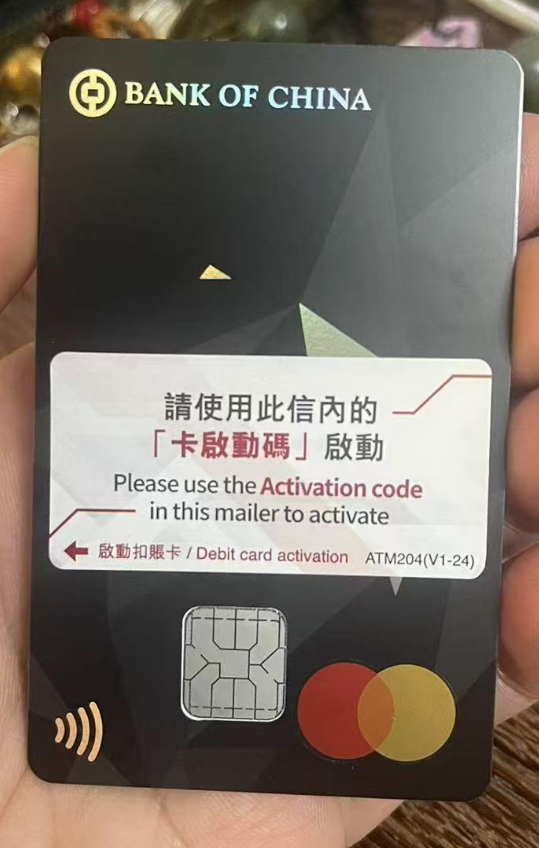 BANK OF CHINA
請使用此信內的
「卡啟動碼」啟動
Please use the Activation code
in this mailer to activate
啟動扣賬卡 / Debit card activation ATM204(V1-24)